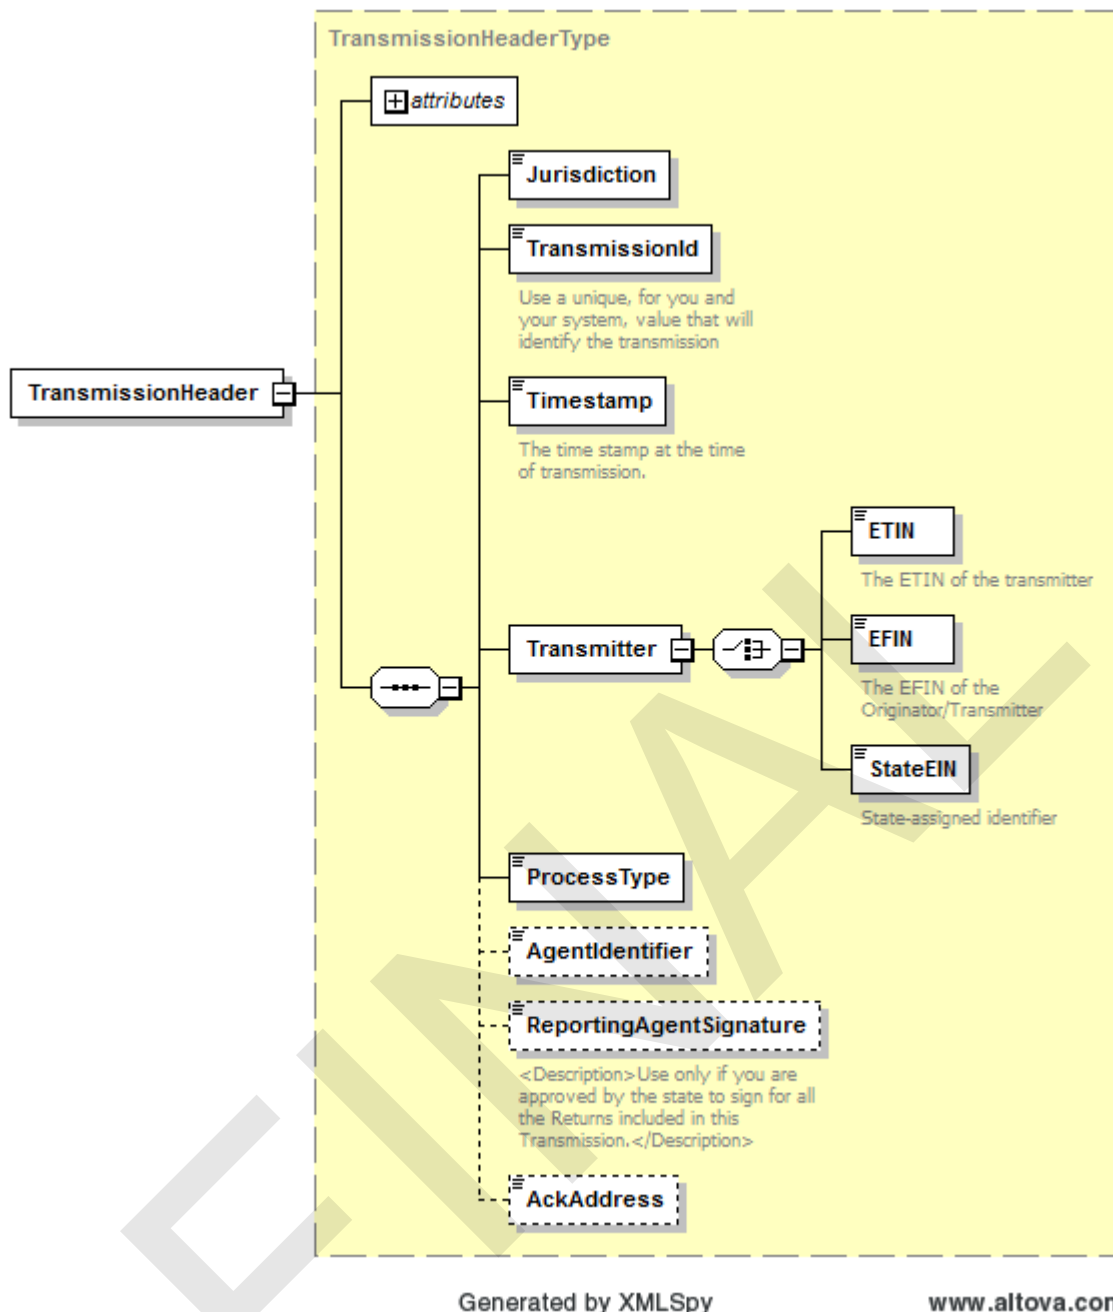 TransmissionHeaderType
attributes
Jurisdiction
TransmissionId
Use a unique, for you and
your system, value that will
identify the transmission
TransmissionHeader
Timestamp
The time stamp at the time
of transmission.
ETIN
The ETIN of the transmitter
Transmitter
EFIN
The EFIN of the
Originator/Transmitter
StateEIN
State-assigned identifier
ProcessType
AgentIdentifier
ReportingAgentSignature
<Description>Use only if you are
approved by the state to sign for all
the Returns included in this
Transmission.</Description>
AckAddress
FINAL
Generated by XMLSpy
www.altova.com